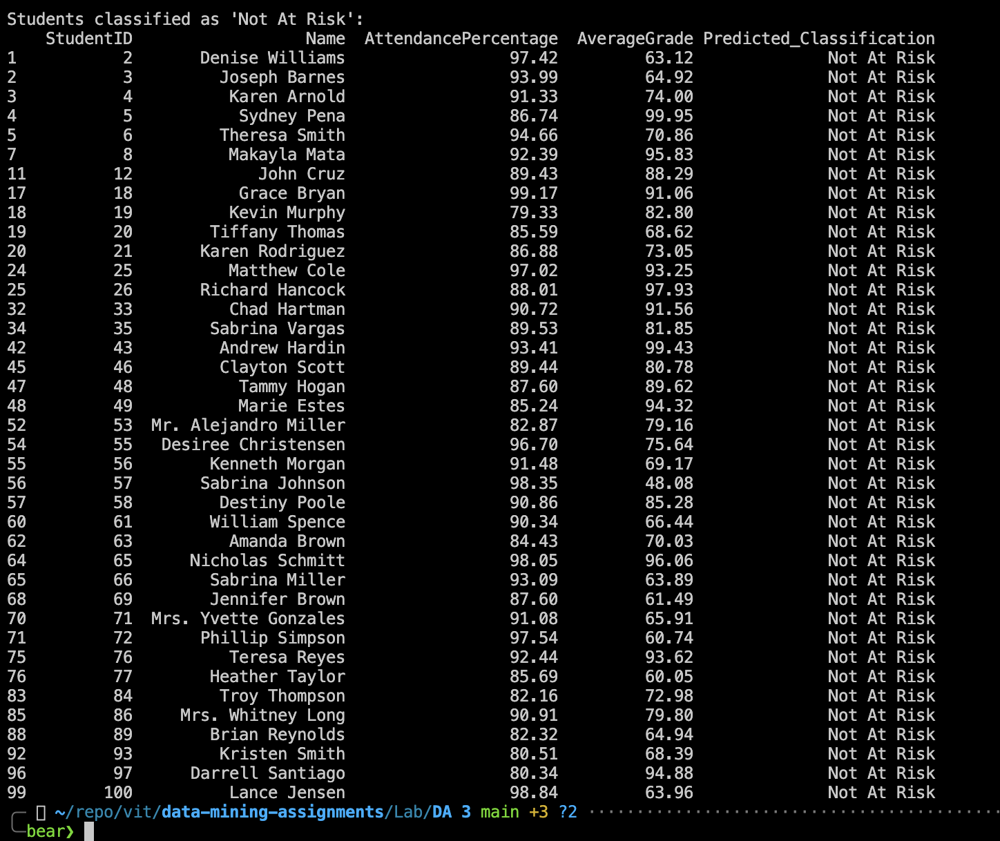 Students classified as 'Not At Risk':
    StudentID                  Name  AttendancePercentage  AverageGrade Predicted_Classification
1           2       Denise Williams                 97.42         63.12              Not At Risk
2           3         Joseph Barnes                 93.99         64.92              Not At Risk
3           4          Karen Arnold                 91.33         74.00              Not At Risk
4           5           Sydney Pena                 86.74         99.95              Not At Risk
5           6         Theresa Smith                 94.66         70.86              Not At Risk
7           8          Makayla Mata                 92.39         95.83              Not At Risk
11         12             John Cruz                 89.43         88.29              Not At Risk
17         18           Grace Bryan                 99.17         91.06              Not At Risk
18         19          Kevin Murphy                 79.33         82.80              Not At Risk
19         20        Tiffany Thomas                 85.59         68.62              Not At Risk
20         21       Karen Rodriguez                 86.88         73.05              Not At Risk
24         25          Matthew Cole                 97.02         93.25              Not At Risk
25         26       Richard Hancock                 88.01         97.93              Not At Risk
32         33          Chad Hartman                 90.72         91.56              Not At Risk
34         35        Sabrina Vargas                 89.53         81.85              Not At Risk
42         43         Andrew Hardin                 93.41         99.43              Not At Risk
45         46         Clayton Scott                 89.44         80.78              Not At Risk
47         48           Tammy Hogan                 87.60         89.62              Not At Risk
48         49           Marie Estes                 85.24         94.32              Not At Risk
52         53  Mr. Alejandro Miller                 82.87         79.16              Not At Risk
54         55   Desiree Christensen                 96.70         75.64              Not At Risk
55         56        Kenneth Morgan                 91.48         69.17              Not At Risk
56         57       Sabrina Johnson                 98.35         48.08              Not At Risk
57         58         Destiny Poole                 90.86         85.28              Not At Risk
60         61        William Spence                 90.34         66.44              Not At Risk
62         63          Amanda Brown                 84.43         70.03              Not At Risk
64         65      Nicholas Schmitt                 98.05         96.06              Not At Risk
65         66        Sabrina Miller                 93.09         63.89              Not At Risk
68         69        Jennifer Brown                 87.60         61.49              Not At Risk
70         71  Mrs. Yvette Gonzales                 91.08         65.91              Not At Risk
71         72       Phillip Simpson                 97.54         60.74              Not At Risk
75         76          Teresa Reyes                 92.44         93.62              Not At Risk
76         77        Heather Taylor                 85.69         60.05              Not At Risk
83         84         Troy Thompson                 82.16         72.98              Not At Risk
85         86     Mrs. Whitney Long                 90.91         79.80              Not At Risk
88         89        Brian Reynolds                 82.32         64.94              Not At Risk
92         93         Kristen Smith                 80.51         68.39              Not At Risk
96         97      Darrell Santiago                 80.34         94.88              Not At Risk
99        100          Lance Jensen                 98.84         63.96              Not At Risk
~/repo/vit/data-mining-assignments/Lab/DA 3 main +3 ?2
bear❯